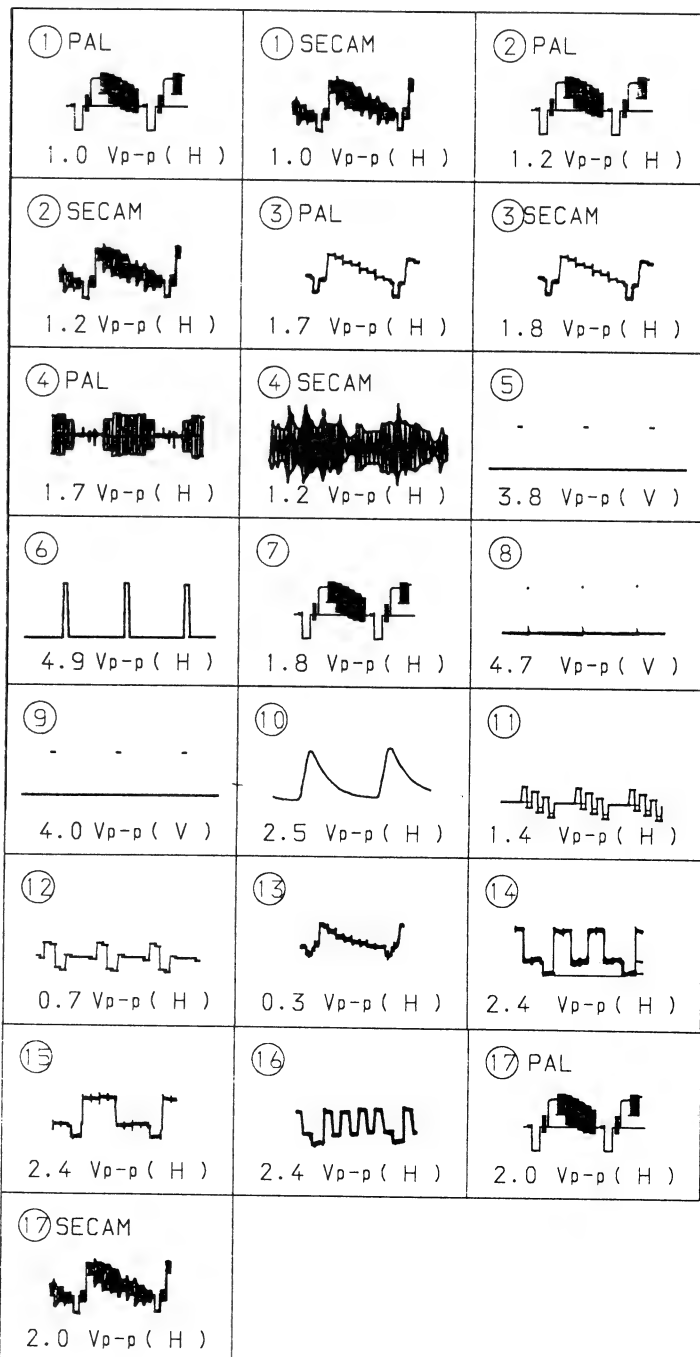 ① PAL
1.0 Vp-p ( H )
① SECAM
1.0 Vp-p ( H )
② PAL
1.2 Vp-p ( H )
② SECAM
1.2 Vp-p ( H )
③ PAL
1.7 Vp-p ( H )
③ SECAM
1.8 Vp-p ( H )
④ PAL
1.7 Vp-p ( H )
④ SECAM
1.2 Vp-p ( H )
⑤
3.8 Vp-p ( V )
⑥
4.9 Vp-p ( H )
⑦
1.8 Vp-p ( H )
⑧
4.7 Vp-p ( V )
⑨
4.0 Vp-p ( V )
⑩
2.5 Vp-p ( H )
⑪
1.4 Vp-p ( H )
⑫
0.7 Vp-p ( H )
⑬
0.3 Vp-p ( H )
⑭
2.4 Vp-p ( H )
⑮
2.4 Vp-p ( H )
⑯
2.4 Vp-p ( H )
⑰ PAL
2.0 Vp-p ( H )
⑰ SECAM
2.0 Vp-p ( H )